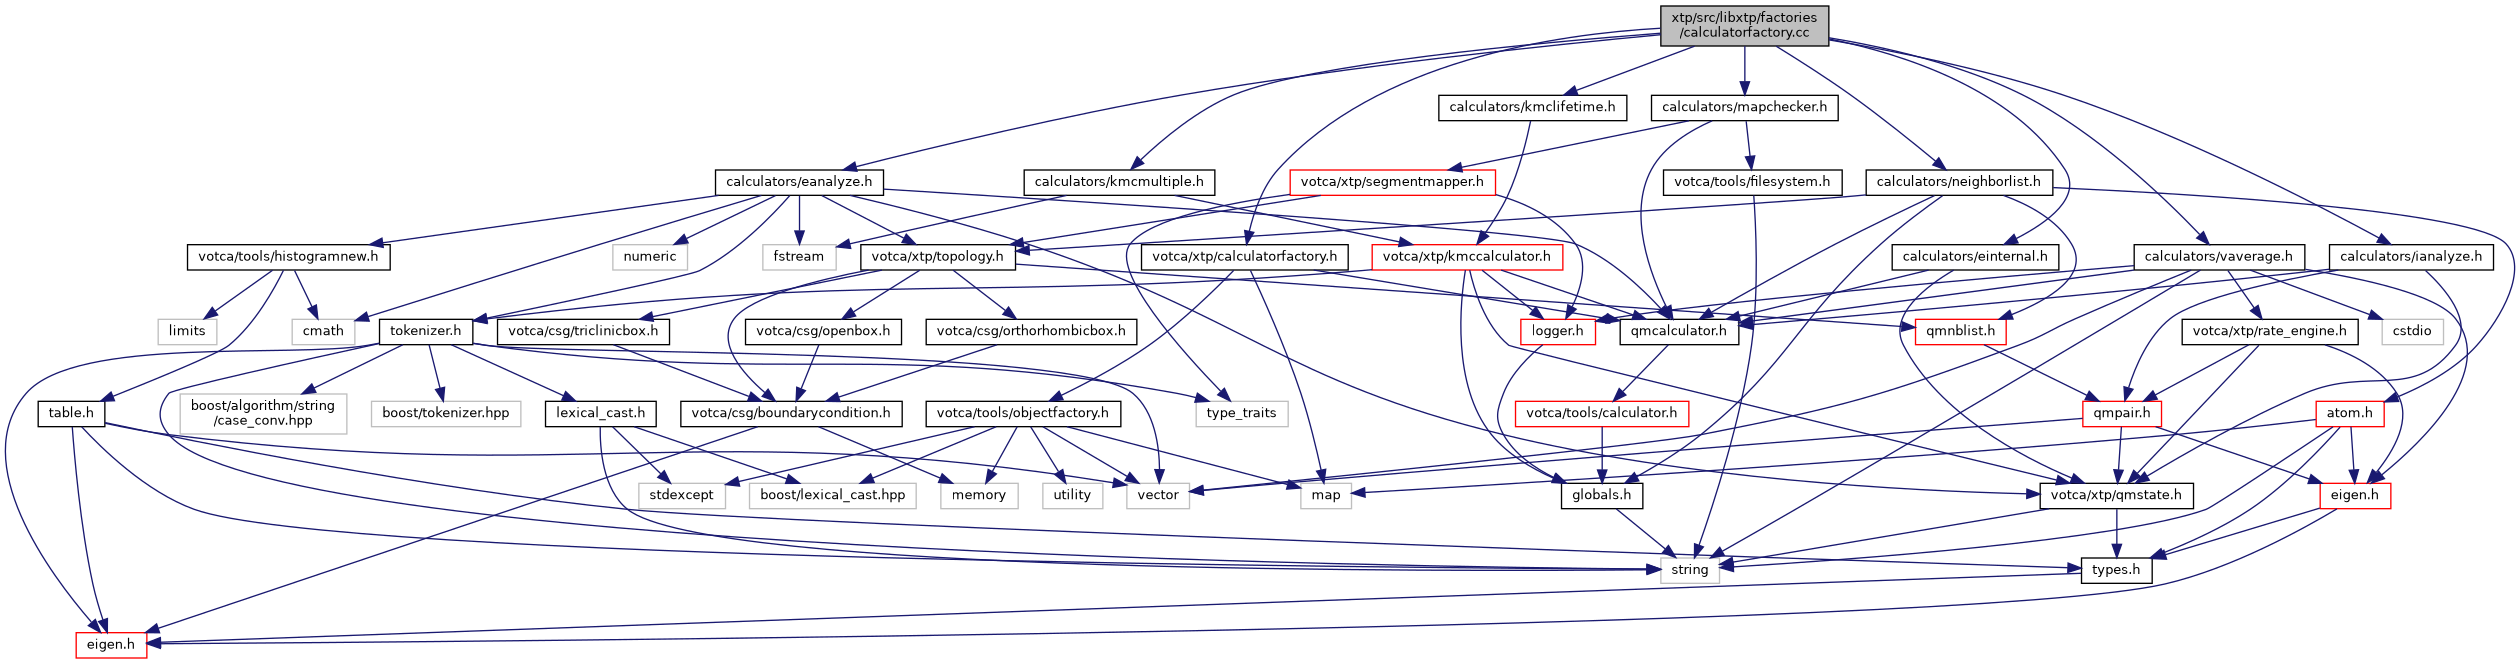 xtp/src/libxtp/factories
/calculatorfactory.cc
calculators/kmclifetime.h
calculators/mapchecker.h
calculators/eanalyze.h
calculators/kmcmultiple.h
votca/xtp/segmentmapper.h
votca/tools/filesystem.h
calculators/neighborlist.h
votca/tools/histogramnew.h
numeric
fstream
votca/xtp/topology.h
votca/xtp/calculatorfactory.h
votca/xtp/kmccalculator.h
calculators/einternal.h
calculators/vaverage.h
calculators/ianalyze.h
limits
cmath
tokenizer.h
votca/csg/triclinicbox.h
votca/csg/openbox.h
votca/csg/orthorhombicbox.h
logger.h
qmcalculator.h
qmnblist.h
votca/xtp/rate_engine.h
cstdio
table.h
boost/algorithm/string
/case_conv.hpp
boost/tokenizer.hpp
type_traits
lexical_cast.h
votca/csg/boundarycondition.h
votca/tools/objectfactory.h
votca/tools/calculator.h
qmpair.h
atom.h
stdexcept
boost/lexical_cast.hpp
memory
utility
vector
map
globals.h
votca/xtp/qmstate.h
eigen.h
string
types.h
eigen.h